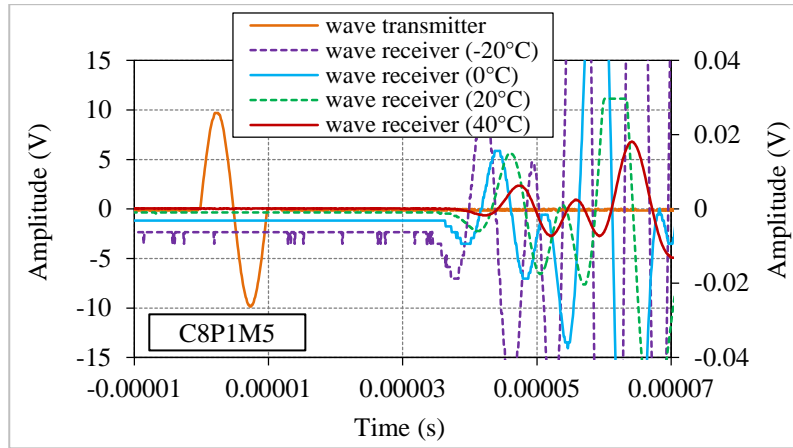 wave transmitter
wave receiver (-20°C)
wave receiver (0°C)
wave receiver (20°C)
wave receiver (40°C)
15
10
5
0
-5
-10
-15
Amplitude (V)
0.04
0.02
0
-0.02
-0.04
Amplitude (V)
C8P1M5
-0.00001 0.00001 0.00003 0.00005 0.00007
Time (s)